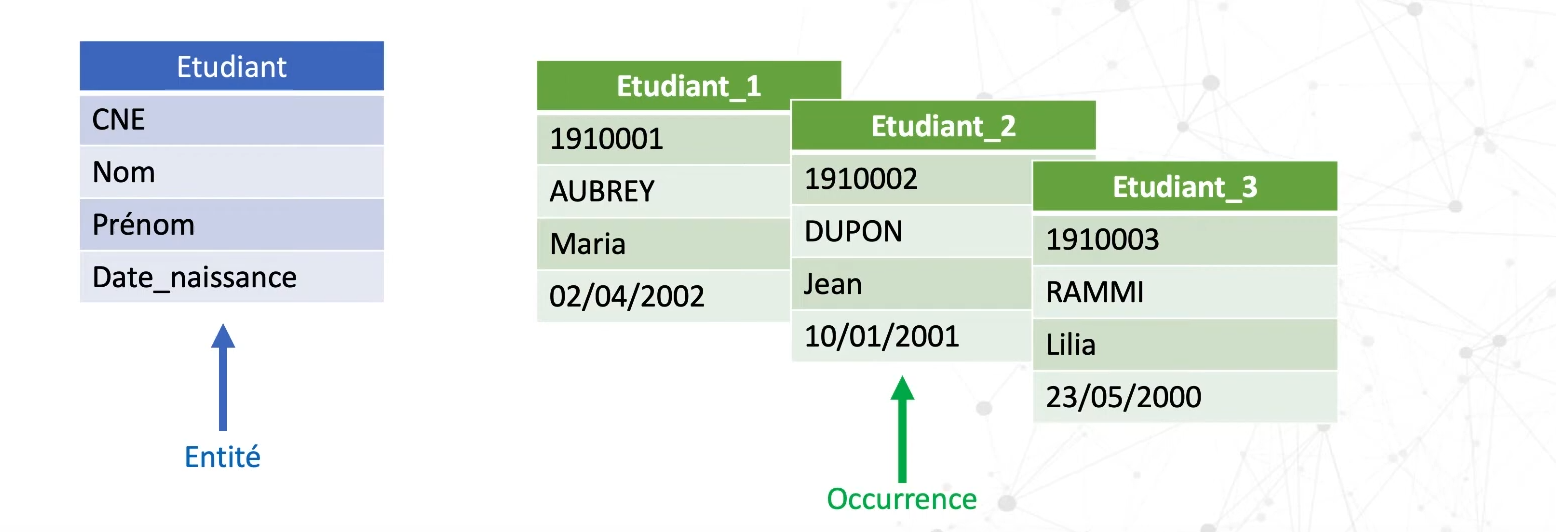 Etudiant
CNE
Nom
Prénom
Date_naissance
Entité
Etudiant_1
1910001
AUBREY
Maria
02/04/2002
Etudiant_2
1910002
DUPON
Jean
10/01/2001
Etudiant_3
1910003
RAMMI
Lilia
23/05/2000
Occurrence